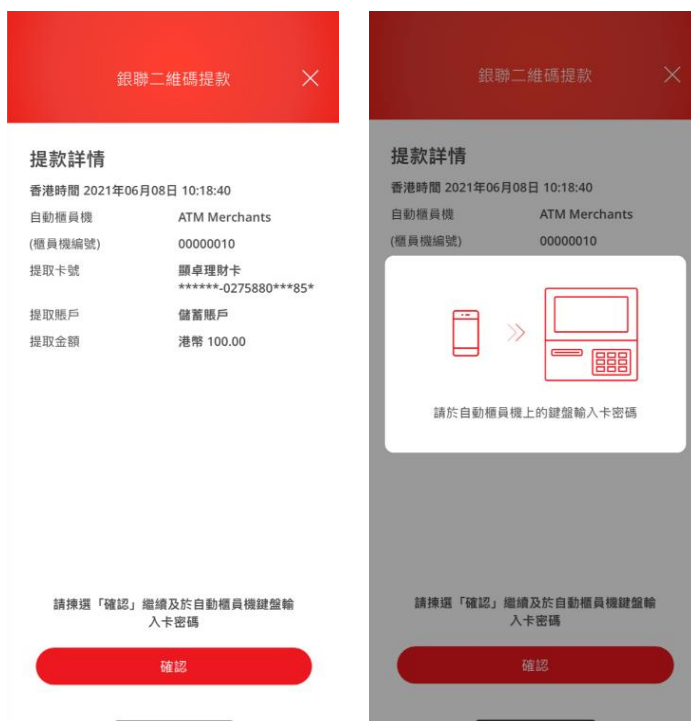 銀聯二維碼提款
提款詳情
香港時間 2021年06月08日 10:18:40
自動櫃員機 ATM Merchants
(櫃員機編號) 00000010
提取卡號 顯卓理財卡
******-0275880***85*
提取賬戶 儲蓄賬戶
提取金額 港幣 100.00
請揀選「確認」繼續及於自動櫃員機鍵盤輸
入卡密碼
確認
銀聯二維碼提款
提款詳情
香港時間 2021年06月08日 10:18:40
自動櫃員機 ATM Merchants
(櫃員機編號) 00000010
請於自動櫃員機上的鍵盤輸入卡密碼
請揀選「確認」繼續及於自動櫃員機鍵盤輸
入卡密碼
確認